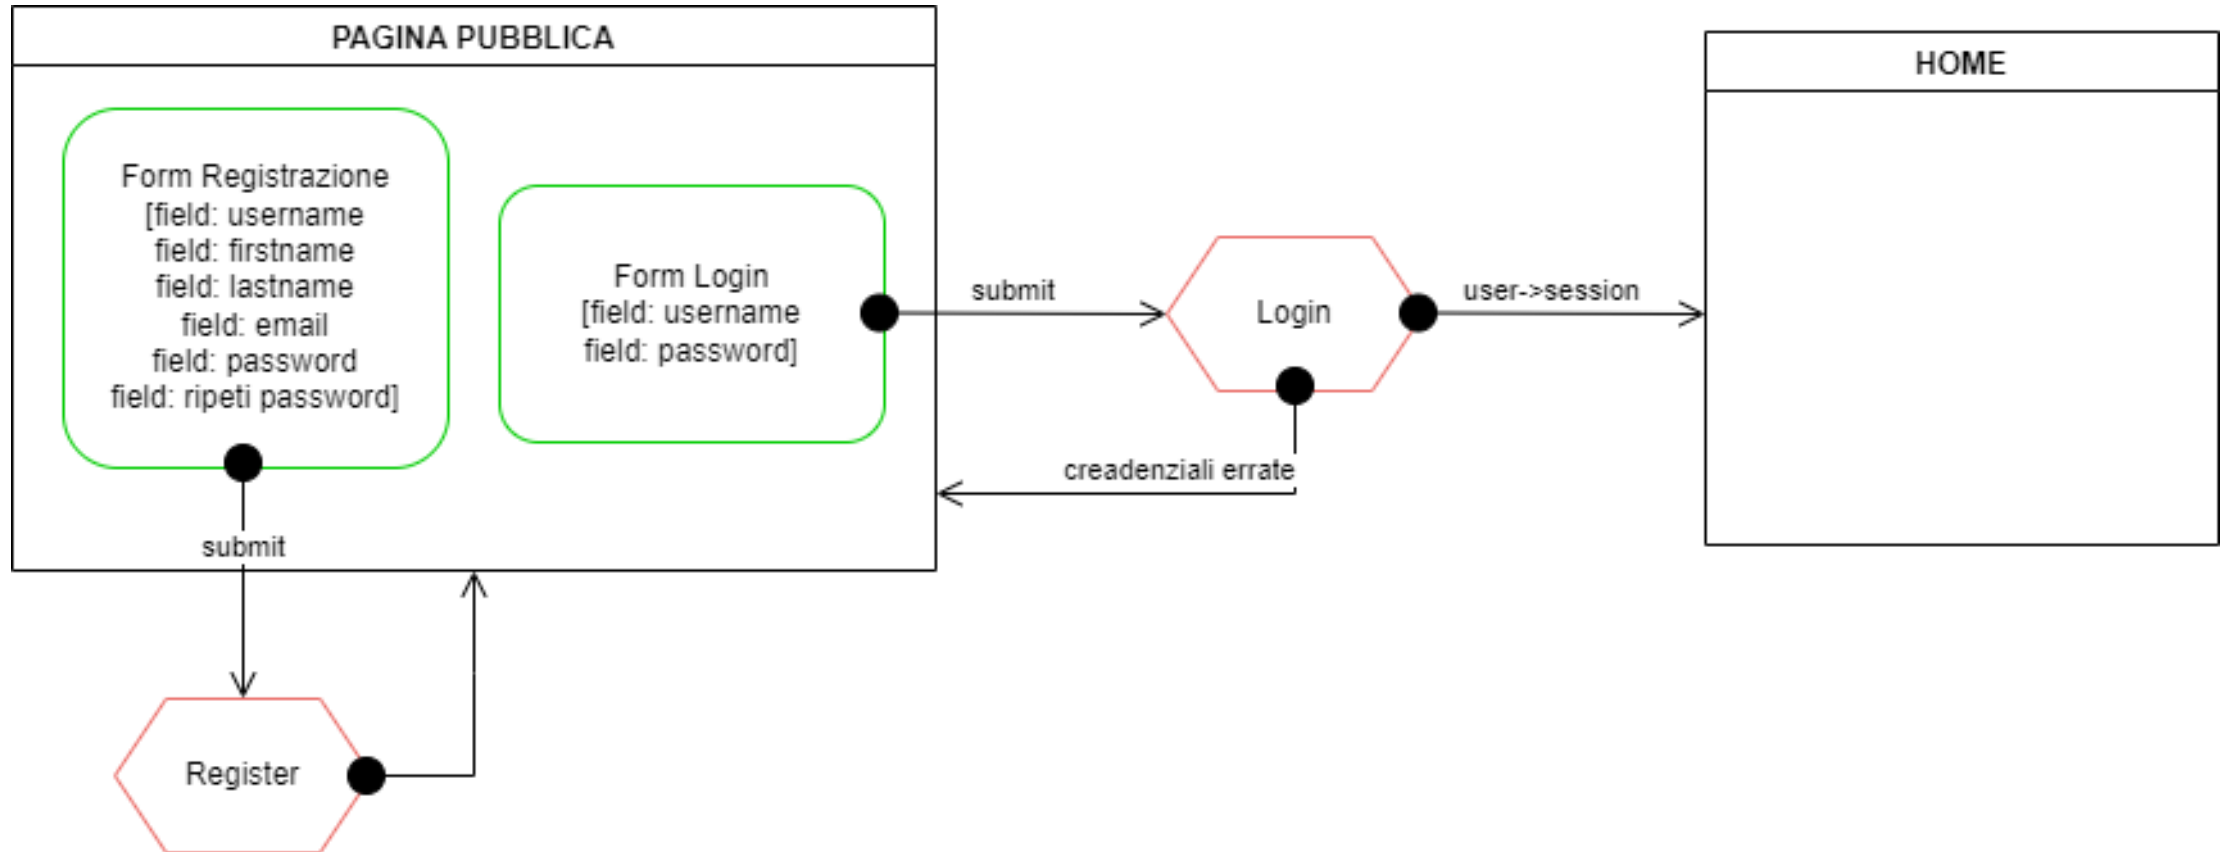 PAGINA PUBBLICA
Form Registrazione
[field: username
field: firstname
field: lastname
field: email
field: password
field: ripeti password]
submit
Form Login
[field: username
field: password]
submit
Login
user->session
creadenziali errate
HOME
Register